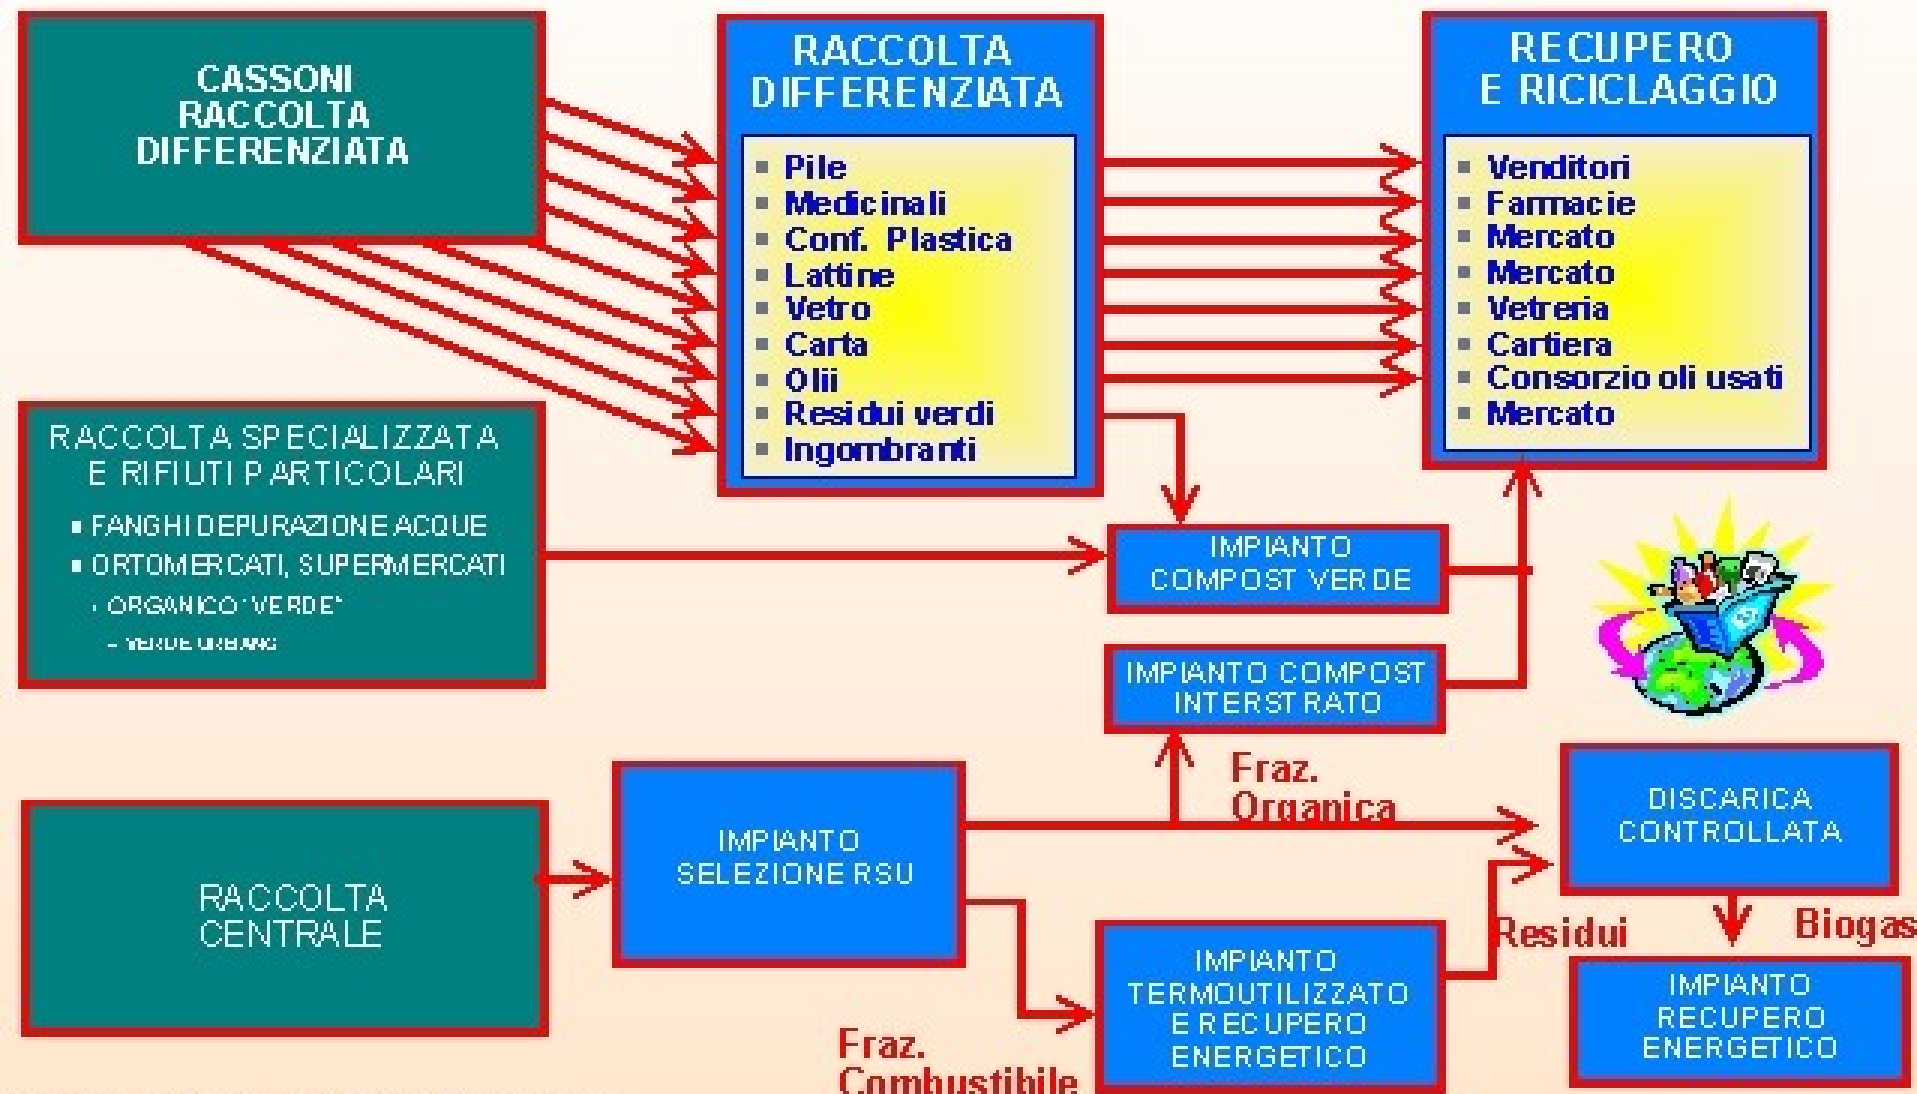 CASSONI
RACCOLTA
DIFFERENZIATA
RACCOLTA
DIFFERENZIATA
Pile
Medicinali
Conf. Plastica
Lattine
Vetro
Carta
Olii
Residui verdi
Ingombranti
RECUPERO
E RICICLAGGIO
Venditori
Farmacie
Mercato
Mercato
Vetreria
Cartiera
Consorzio oli usati
Mercato
RACCOLTA SPECIALIZZATA
E RIFIUTI PARTICOLARI
FANGHI DEPURAZIONE ACQUE
ORTOMERCATI, SUPERMERCATI
ORGANICO "VERDE"
- VERDE URBANO
IMPIANTO
COMPOST VERDE
IMPIANTO COMPOST
INTERSTRATO
Fraz.
Organica
RACCOLTA
CENTRALE
IMPIANTO
SELEZIONE RSU
DISCARICA
CONTROLLATA
Residui
Biogas
Fraz.
Combustibile
IMPIANTO
TERMOUTILIZZATO
E RECUPERO
ENERGETICO
IMPIANTO
RECUPERO
ENERGETICO